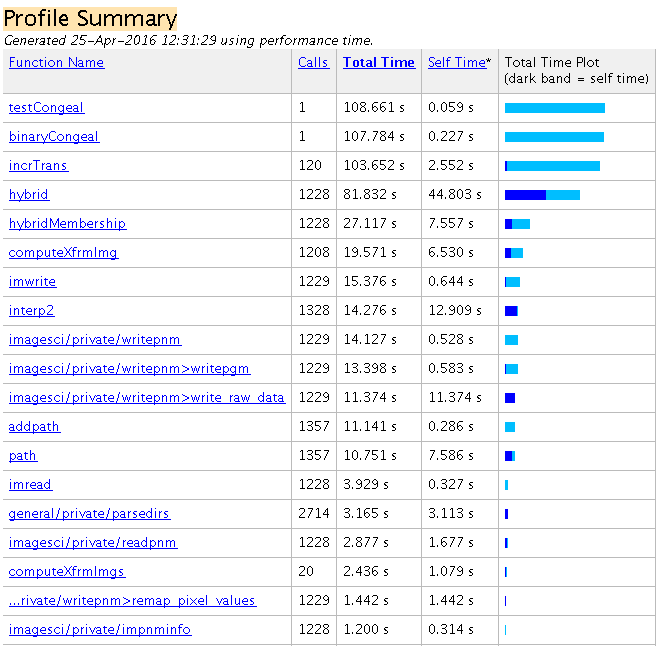 Profile Summary
Generated 25-Apr-2016 12:31:29 using performance time.
Function Name Calls Total Time Self Time* Total Time Plot
(dark band = self time)
testCongeal 1 108.661 s 0.059 s
binaryCongeal 1 107.784 s 0.227 s
incrTrans 120 103.652 s 2.552 s
hybrid 1228 81.832 s 44.803 s
hybridMembership 1228 27.117 s 7.557 s
computeXfrmImg 1208 19.571 s 6.530 s
imwrite 1229 15.376 s 0.644 s
interp2 1328 14.276 s 12.909 s
imagesci/private/writepnm 1229 14.127 s 0.528 s
imagesci/private/writepnm>writepgm 1229 13.398 s 0.583 s
imagesci/private/writepnm>write_raw_data 1229 11.374 s 11.374 s
addpath 1357 11.141 s 0.286 s
path 1357 10.751 s 7.586 s
imread 1228 3.929 s 0.327 s
general/private/parsedirs 2714 3.165 s 3.113 s
imagesci/private/readpnm 1228 2.877 s 1.677 s
computeXfrmImgs 20 2.436 s 1.079 s
...rivate/writepnm>remap_pixel_values 1229 1.442 s 1.442 s
imagesci/private/impnminfo 1228 1.200 s 0.314 s